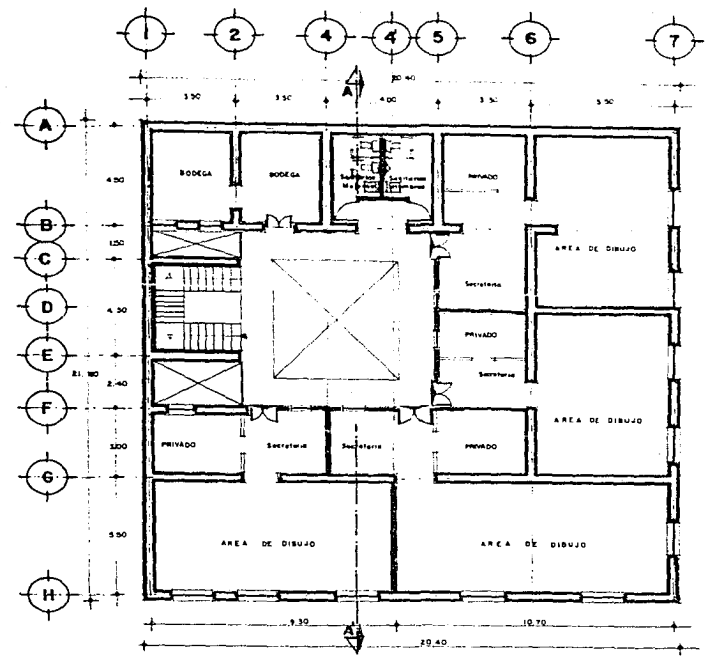 1 2 4 4' 5 6 7
20.40
A
3.50 3.50 4.00 3.50 5.50
A
4.50
BODEGA BODEGA PRIVADO
B
1.50
AREA DE DIBUJO
C
Secretaria
D
4.30
PRIVADO
E
21.80
Secretaria
2.40
F
AREA DE DIBUJO
3.00
PRIVADO Secretaria Secretaria PRIVADO
G
5.50
AREA DE DIBUJO AREA DE DIBUJO
H
9.30 10.70
A'
20.40